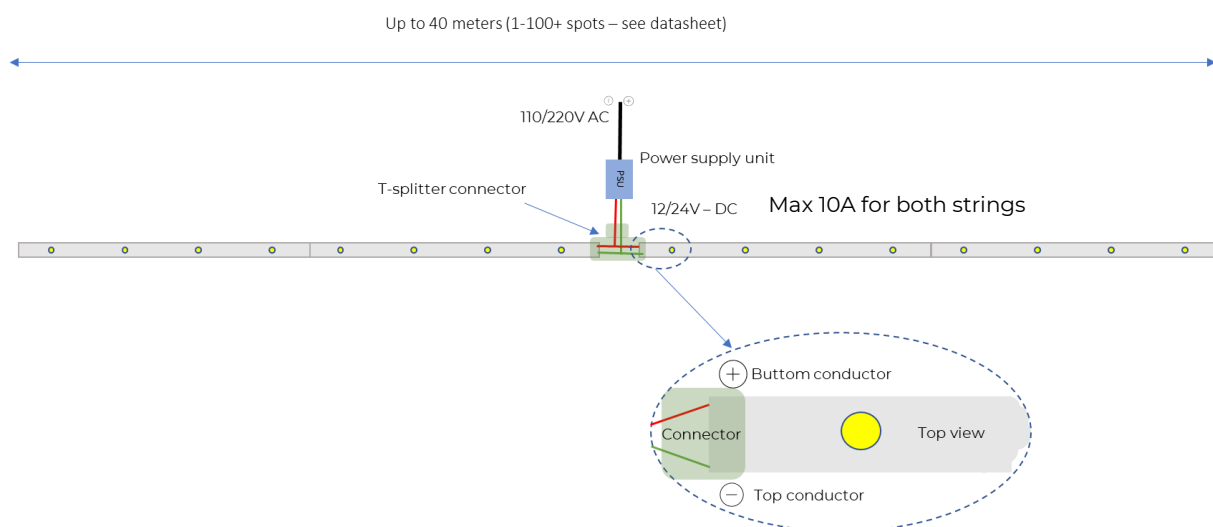 Up to 40 meters (1-100+ spots – see datasheet)
110/220V AC
Power supply unit
PSU
T-splitter connector
12/24V – DC
Max 10A for both strings
+ Buttom conductor
Connector
Top view
− Top conductor